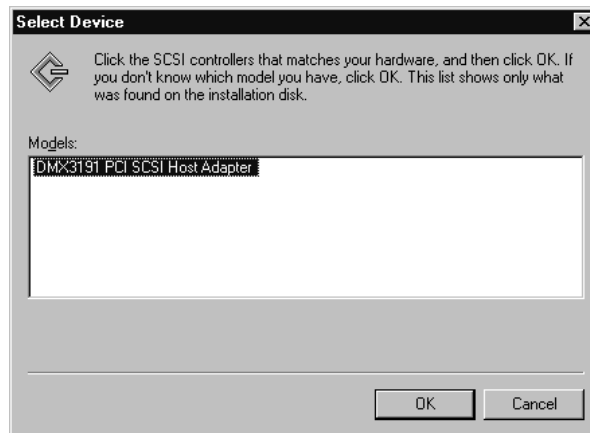 Select Device
Click the SCSI controllers that matches your hardware, and then click OK. If
you don't know which model you have, click OK. This list shows only what
was found on the installation disk.
Models:
DMX3191 PCI SCSI Host Adapter
OK
Cancel